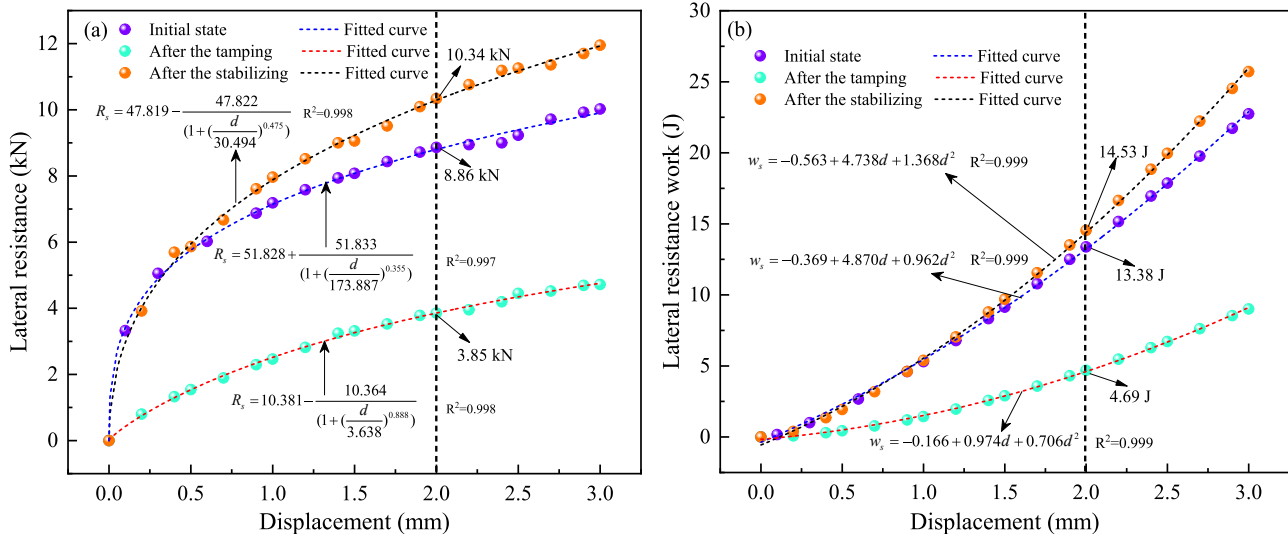 (a)
Initial state
Fitted curve
After the tamping
Fitted curve
After the stabilizing
Fitted curve
10.34 kN
R_s = 47.819 − 47.822 / (1+(d/30.494)^0.475) R²=0.998
8.86 kN
R_s = 51.828 + 51.833 / (1+(d/173.887)^0.355) R²=0.997
3.85 kN
R_s = 10.381 − 10.364 / (1+(d/3.638)^0.888) R²=0.998
Lateral resistance (kN)
12
10
8
6
4
2
0
0.0 0.5 1.0 1.5 2.0 2.5 3.0
Displacement (mm)
(b)
Initial state
Fitted curve
After the tamping
Fitted curve
After the stabilizing
Fitted curve
w_s = −0.563 + 4.738d + 1.368d² R²=0.999
14.53 J
w_s = −0.369 + 4.870d + 0.962d² R²=0.999
13.38 J
4.69 J
w_s = −0.166 + 0.974d + 0.706d² R²=0.999
Lateral resistance work (J)
30
25
20
15
10
5
0
0.0 0.5 1.0 1.5 2.0 2.5 3.0
Displacement (mm)